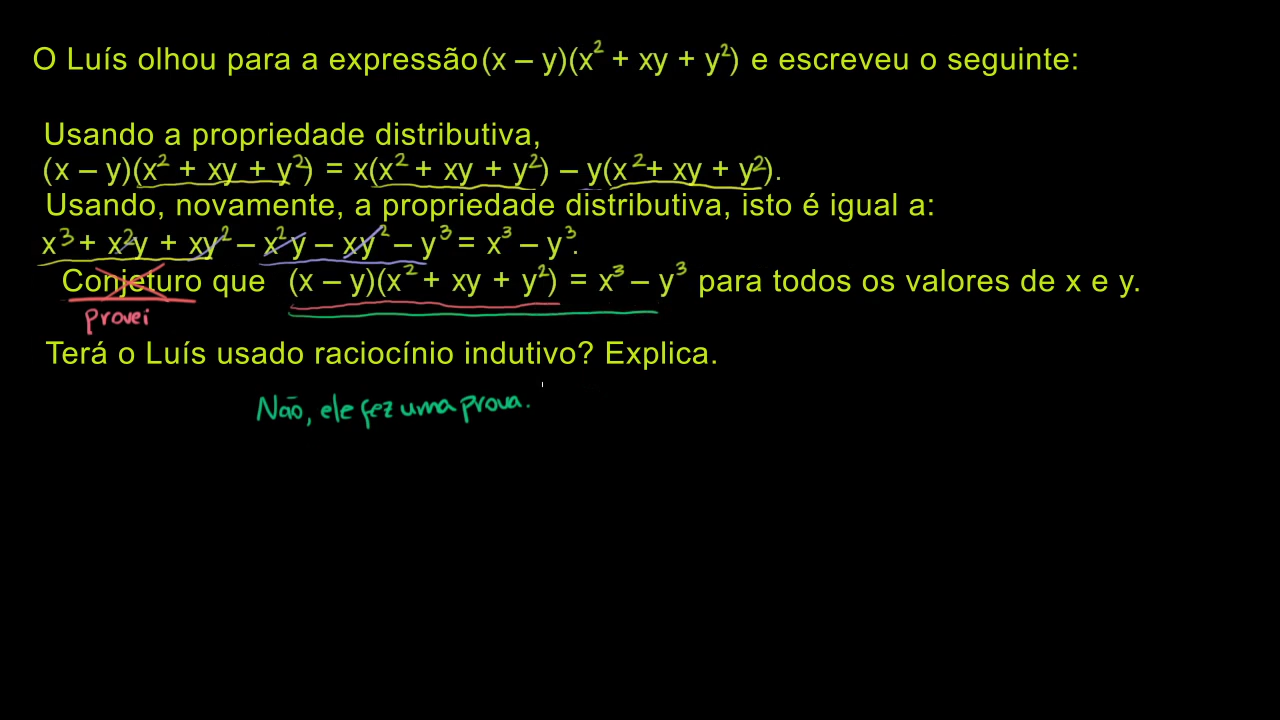 O Luís olhou para a expressão (x – y)(x² + xy + y²) e escreveu o seguinte:
Usando a propriedade distributiva,
(x – y)(x² + xy + y²) = x(x² + xy + y²) – y(x² + xy + y²).
Usando, novamente, a propriedade distributiva, isto é igual a:
x³ + x²y + xy² – x²y – xy² – y³ = x³ – y³.
Conjeturo que (x – y)(x² + xy + y²) = x³ – y³ para todos os valores de x e y.
provei
Terá o Luís usado raciocínio indutivo? Explica.
Não, ele fez uma prova.